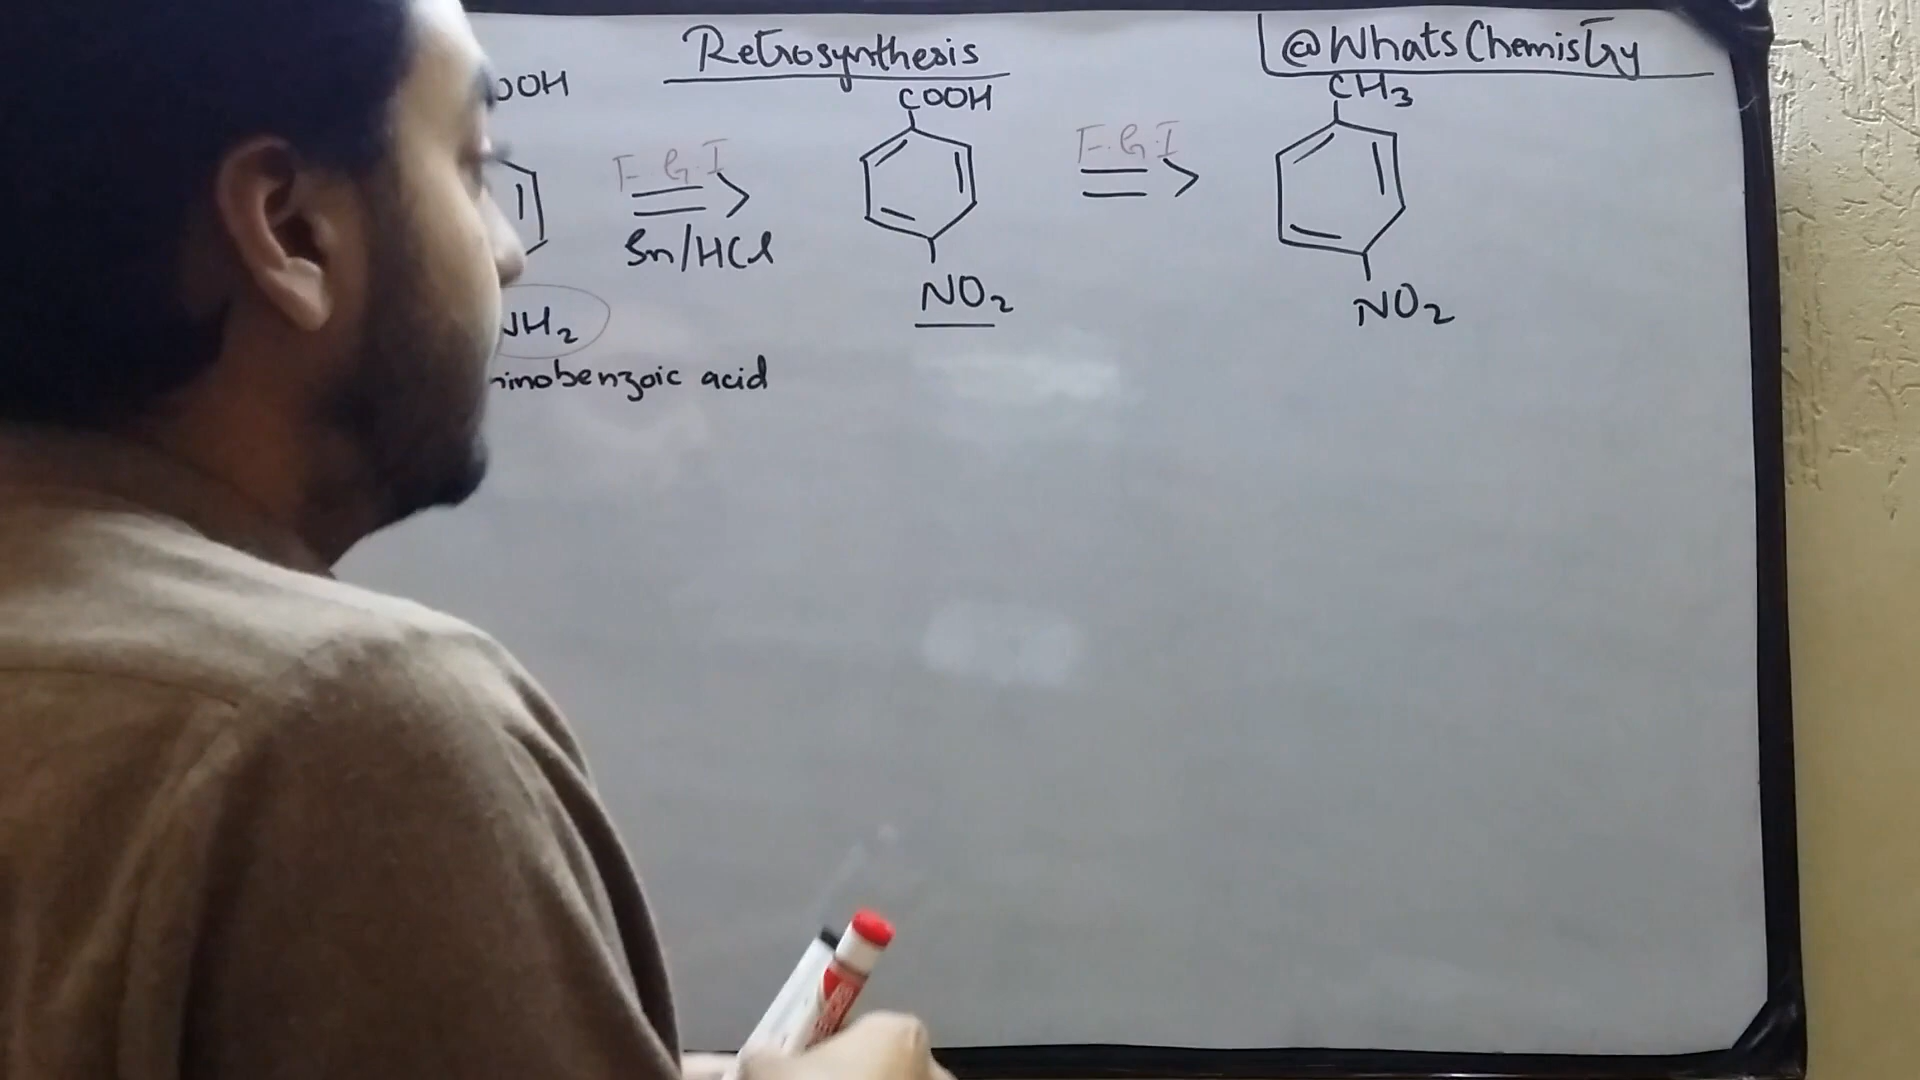 Retrosynthesis
@WhatsChemistry
OOH
COOH
CH3
F.G.I
F.G.I
Sn/HCl
NH2
NO2
NO2
inobenzoic acid